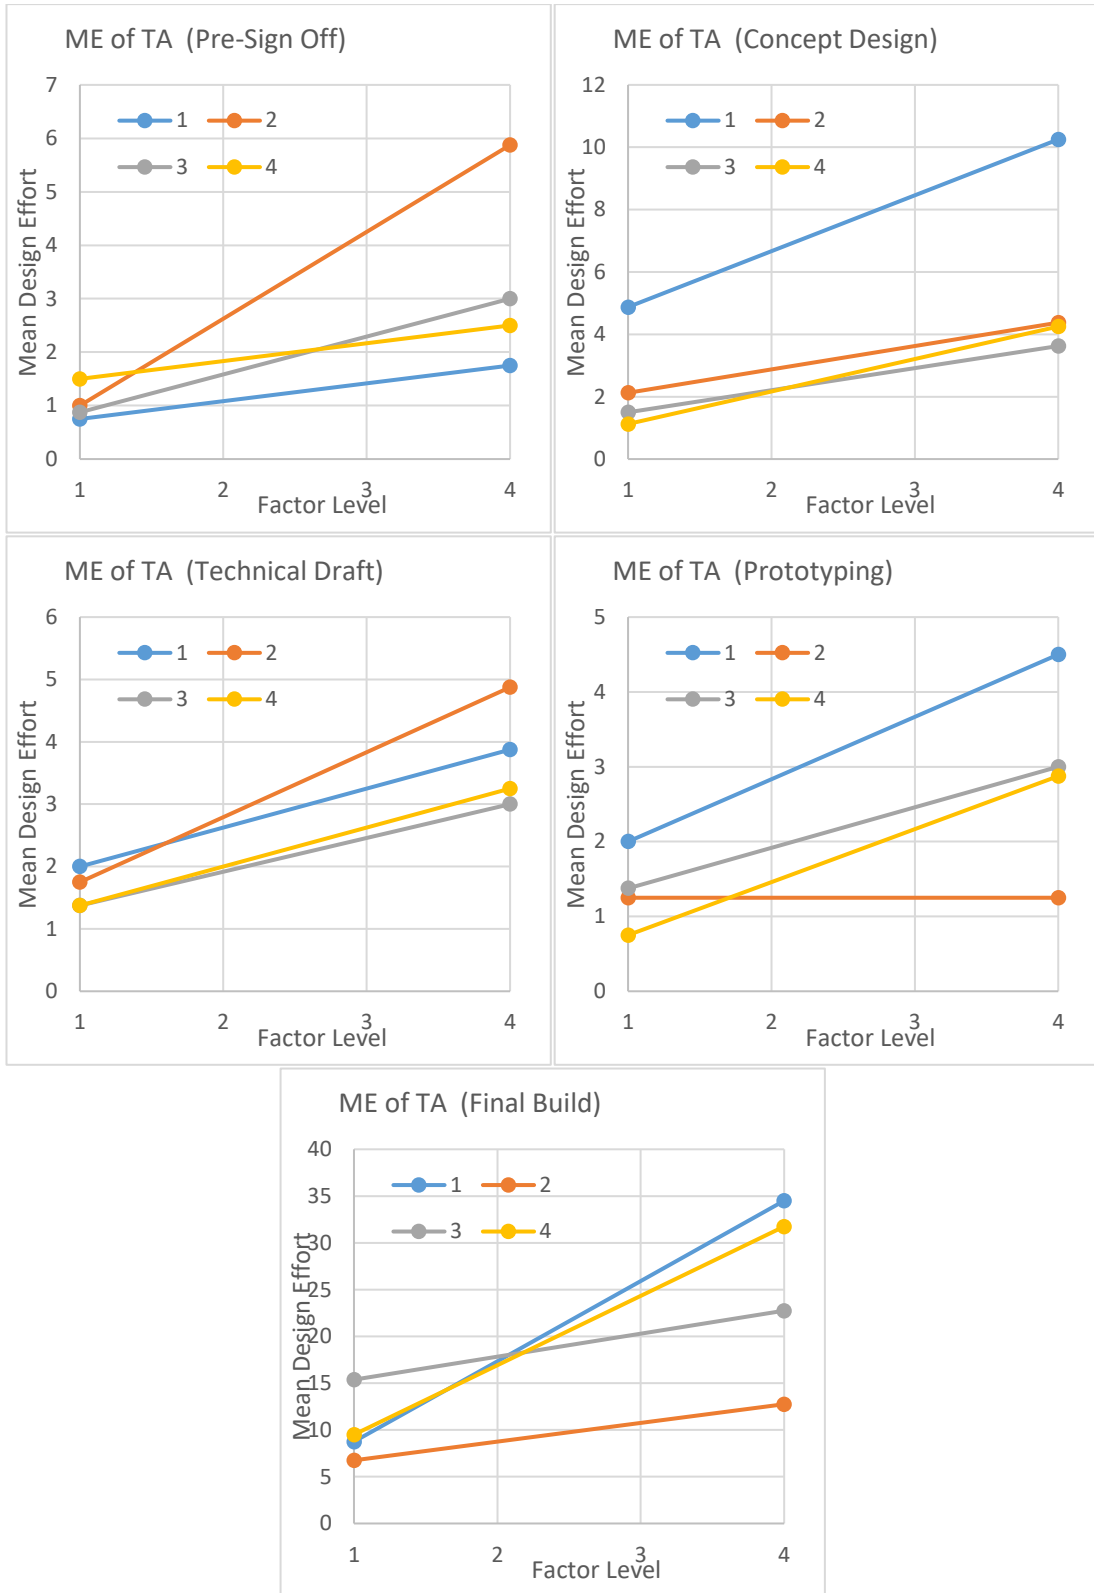 ME of TA  (Pre-Sign Off)
7
6
5
4
3
2
1
0
1 2
3 4
Mean Design Effort
1 2 3 4
Factor Level
ME of TA  (Concept Design)
12
10
8
6
4
2
0
1 2
3 4
Mean Design Effort
1 2 3 4
Factor Level
ME of TA  (Technical Draft)
6
5
4
3
2
1
0
1 2
3 4
Mean Design Effort
1 2 3 4
Factor Level
ME of TA  (Prototyping)
5
4
3
2
1
0
1 2
3 4
Mean Design Effort
1 2 3 4
Factor Level
ME of TA  (Final Build)
40
35
30
25
20
15
10
5
0
1 2
3 4
Mean Design Effort
1 2 3 4
Factor Level